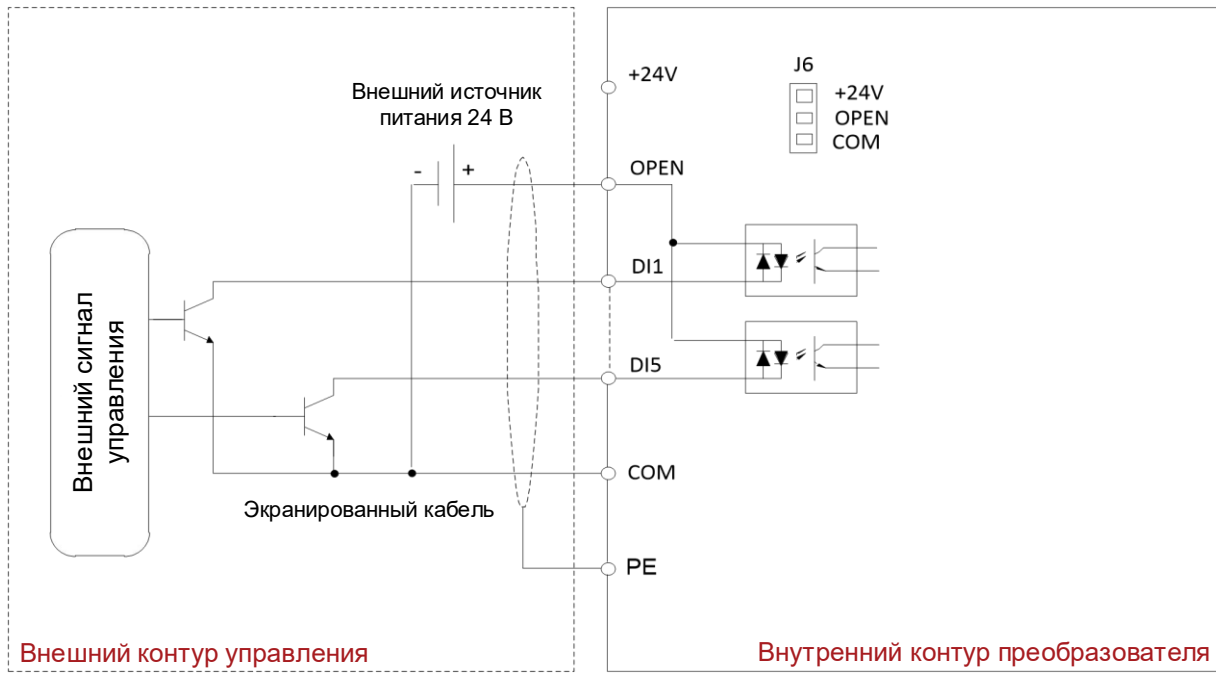 Внешний источник
питания 24 В
- +
+24V
J6
+24V
OPEN
COM
OPEN
DI1
Внешний сигнал
управления
DI5
COM
Экранированный кабель
PE
Внешний контур управления
Внутренний контур преобразователя